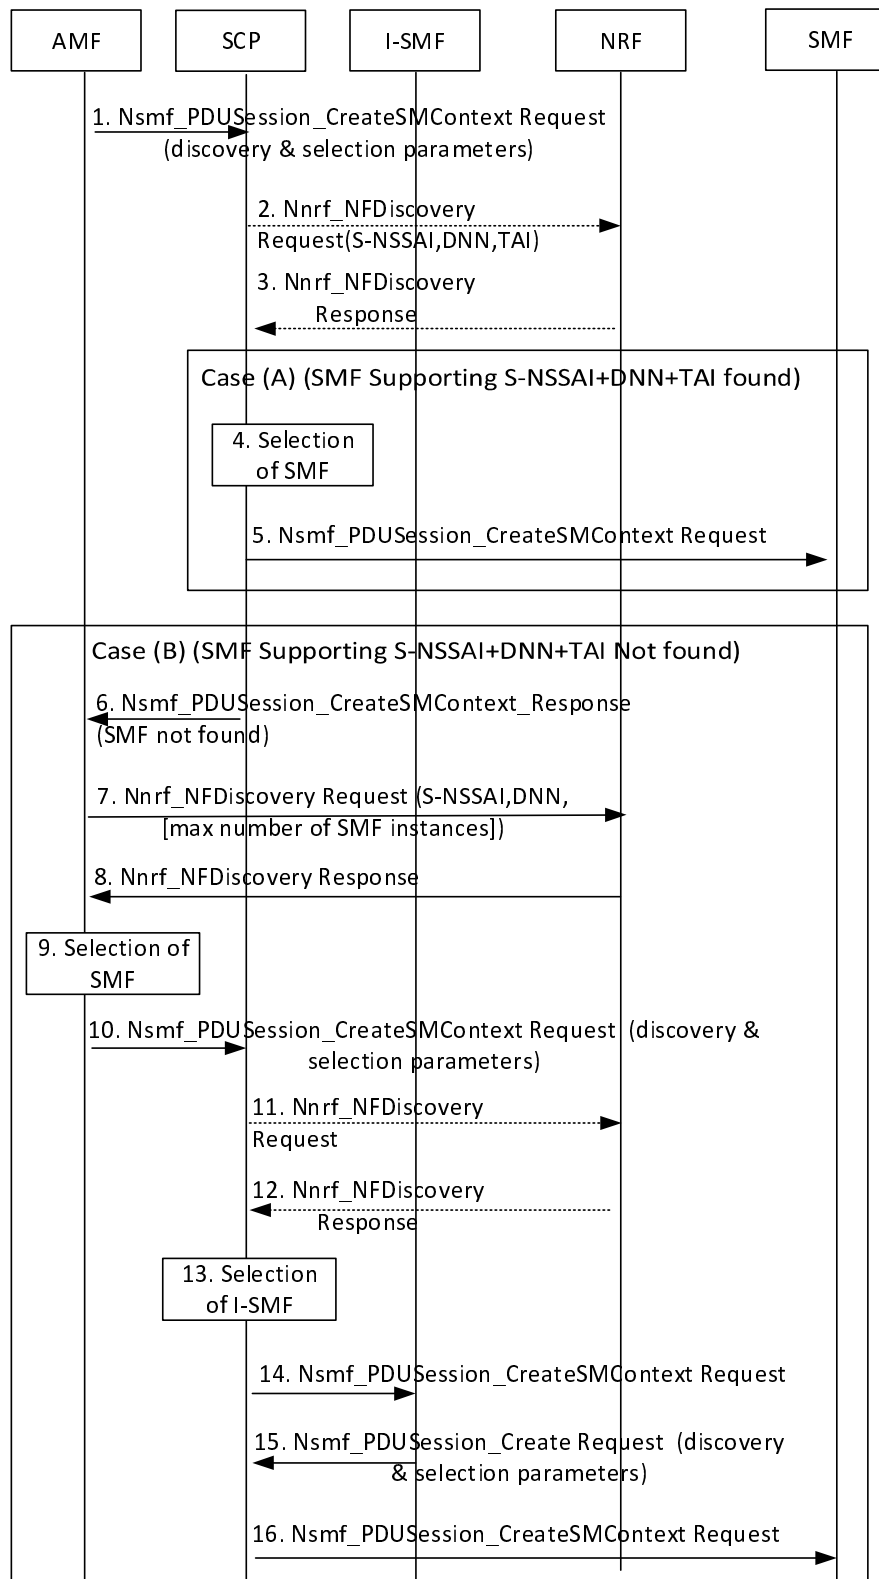 AMF
SCP
I-SMF
NRF
SMF
1. Nsmf_PDUSession_CreateSMContext Request
(discovery & selection parameters)
2. Nnrf_NFDiscovery
Request(S-NSSAI,DNN,TAI)
3. Nnrf_NFDiscovery
Response
Case (A) (SMF Supporting S-NSSAI+DNN+TAI found)
4. Selection
of SMF
5. Nsmf_PDUSession_CreateSMContext Request
Case (B) (SMF Supporting S-NSSAI+DNN+TAI Not found)
6. Nsmf_PDUSession_CreateSMContext_Response
(SMF not found)
7. Nnrf_NFDiscovery Request (S-NSSAI,DNN,
[max number of SMF instances])
8. Nnrf_NFDiscovery Response
9. Selection of
SMF
10. Nsmf_PDUSession_CreateSMContext Request (discovery &
selection parameters)
11. Nnrf_NFDiscovery
Request
12. Nnrf_NFDiscovery
Response
13. Selection
of I-SMF
14. Nsmf_PDUSession_CreateSMContext Request
15. Nsmf_PDUSession_Create Request (discovery
& selection parameters)
16. Nsmf_PDUSession_CreateSMContext Request